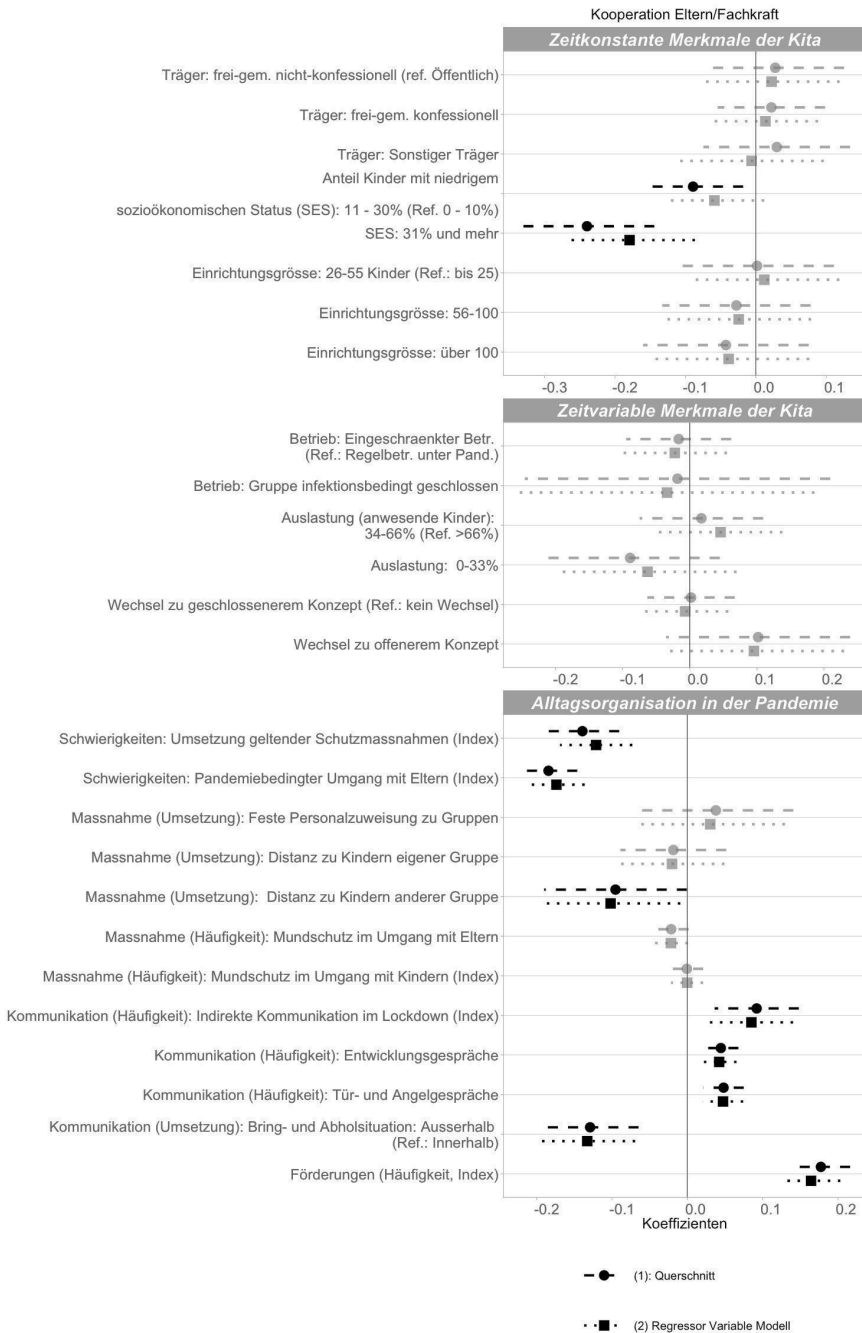 Kooperation Eltern/Fachkraft
Zeitkonstante Merkmale der Kita
Träger: frei-gem. nicht-konfessionell (ref. Öffentlich)
Träger: frei-gem. konfessionell
Träger: Sonstiger Träger
Anteil Kinder mit niedrigem
sozioökonomischen Status (SES): 11 - 30% (Ref. 0 - 10%)
SES: 31% und mehr
Einrichtungsgrösse: 26-55 Kinder (Ref.: bis 25)
Einrichtungsgrösse: 56-100
Einrichtungsgrösse: über 100
-0.3 -0.2 -0.1 0.0 0.1
Zeitvariable Merkmale der Kita
Betrieb: Eingeschraenkter Betr.
(Ref.: Regelbetr. unter Pand.)
Betrieb: Gruppe infektionsbedingt geschlossen
Auslastung (anwesende Kinder):
34-66% (Ref. >66%)
Auslastung: 0-33%
Wechsel zu geschlossenerem Konzept (Ref.: kein Wechsel)
Wechsel zu offenerem Konzept
-0.2 -0.1 0.0 0.1 0.2
Alltagsorganisation in der Pandemie
Schwierigkeiten: Umsetzung geltender Schutzmassnahmen (Index)
Schwierigkeiten: Pandemiebedingter Umgang mit Eltern (Index)
Massnahme (Umsetzung): Feste Personalzuweisung zu Gruppen
Massnahme (Umsetzung): Distanz zu Kindern eigener Gruppe
Massnahme (Umsetzung): Distanz zu Kindern anderer Gruppe
Massnahme (Häufigkeit): Mundschutz im Umgang mit Eltern
Massnahme (Häufigkeit): Mundschutz im Umgang mit Kindern (Index)
Kommunikation (Häufigkeit): Indirekte Kommunikation im Lockdown (Index)
Kommunikation (Häufigkeit): Entwicklungsgespräche
Kommunikation (Häufigkeit): Tür- und Angelgespräche
Kommunikation (Umsetzung): Bring- und Abholsituation: Ausserhalb
(Ref.: Innerhalb)
Förderungen (Häufigkeit, Index)
-0.2 -0.1 0.0 0.1 0.2
Koeffizienten
(1): Querschnitt
(2) Regressor Variable Modell